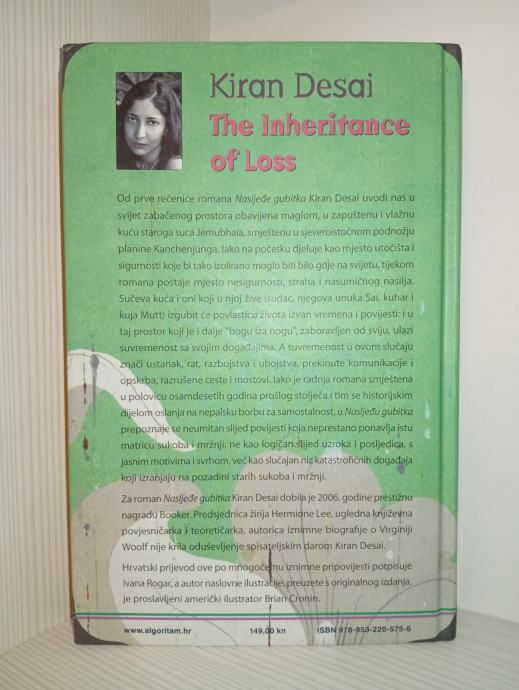 Kiran Desai
The Inheritance
of Loss
Od prve rečenice romana Nasljeđe gubitka Kiran Desai uvodi nas u
svijet zabačenog prostora obavijena maglom, u zapuštenu i vlažnu
kuću staroga suca Jemubhaia, smještenu u sjeveroistočnom podnožju
planine Kanchenjunga. Iako na početku djeluje kao mjesto utočišta i
sigurnosti koje bi tako izolirano moglo biti bilo gdje na svijetu, tijekom
romana postaje mjesto nesigurnosti, straha i nasumičnog nasilja.
Sučeva kuća i oni koji u njoj žive (sudac, njegova unuka Sai, kuhar i
kuja Mutt) izgubit će povlasticu života izvan vremena i povijesti: i u
taj prostor koji je i dalje "bogu iza nogu", zaboravljen od sviju, ulazi
suvremenost sa svojim događajima. A suvremenost u ovom slučaju
znači ustanak, rat, razbojstva i ubojstva, prekinute komunikacije i
opskrba, razrušene ceste i mostovi. Iako je radnja romana smještena
u polovicu osamdesetih godina prošlog stoljeća i tim se historijskim
dijelom oslanja na nepalsku borbu za samostalnost, u Nasljeđu gubitka
prepoznaje se neumitan slijed povijesti koja neprestano ponavlja istu
matricu sukoba i mržnji: ne kao logičan slijed uzroka i posljedica, s
jasnim motivima i svrhom, već kao slučajan niz katastrofičnih događaja
koji izranjaju na pozadini starih sukoba i mržnji.
Za roman Nasljeđe gubitka Kiran Desai dobila je 2006. godine prestižnu
nagradu Booker. Predsjednica žirija Hermione Lee, ugledna književna
povjesničarka i teoretičarka, autorica iznimne biografije o Virginiji
Woolf nije krila oduševljenje spisateljskim darom Kiran Desai.
Hrvatski prijevod ove po mnogočemu iznimne pripovijesti potpisuje
Ivana Rogar, a autor naslovne ilustracije, preuzete s originalnog izdanja,
je proslavljeni američki ilustrator Brian Cronin.
www.algoritam.hr 149,00 kn ISBN 978-953-220-575-6